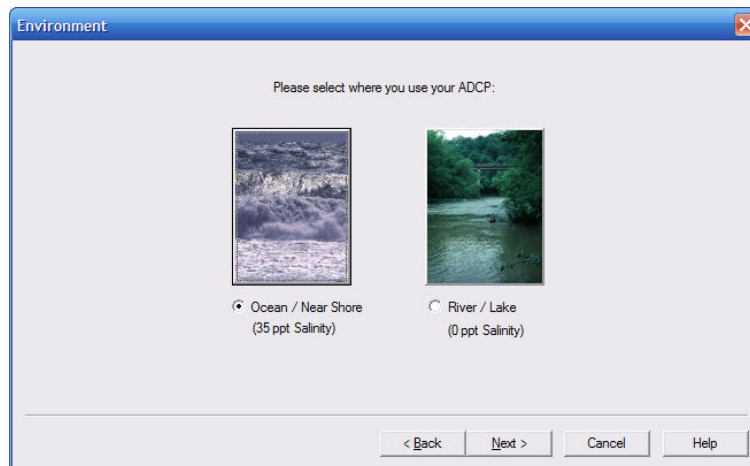 Environment
Please select where you use your ADCP:
Ocean / Near Shore
(35 ppt Salinity)
River / Lake
(0 ppt Salinity)
< Back
Next >
Cancel
Help